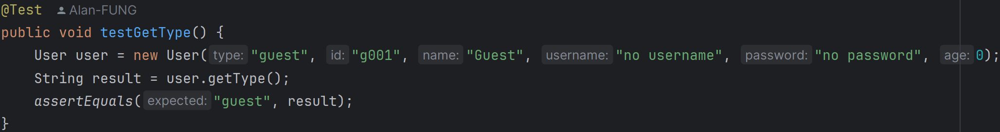 @Test Alan-FUNG
public void testGetType() {
    User user = new User( type: "guest", id: "g001", name: "Guest", username: "no username", password: "no password", age: 0);
    String result = user.getType();
    assertEquals( expected: "guest", result);
}